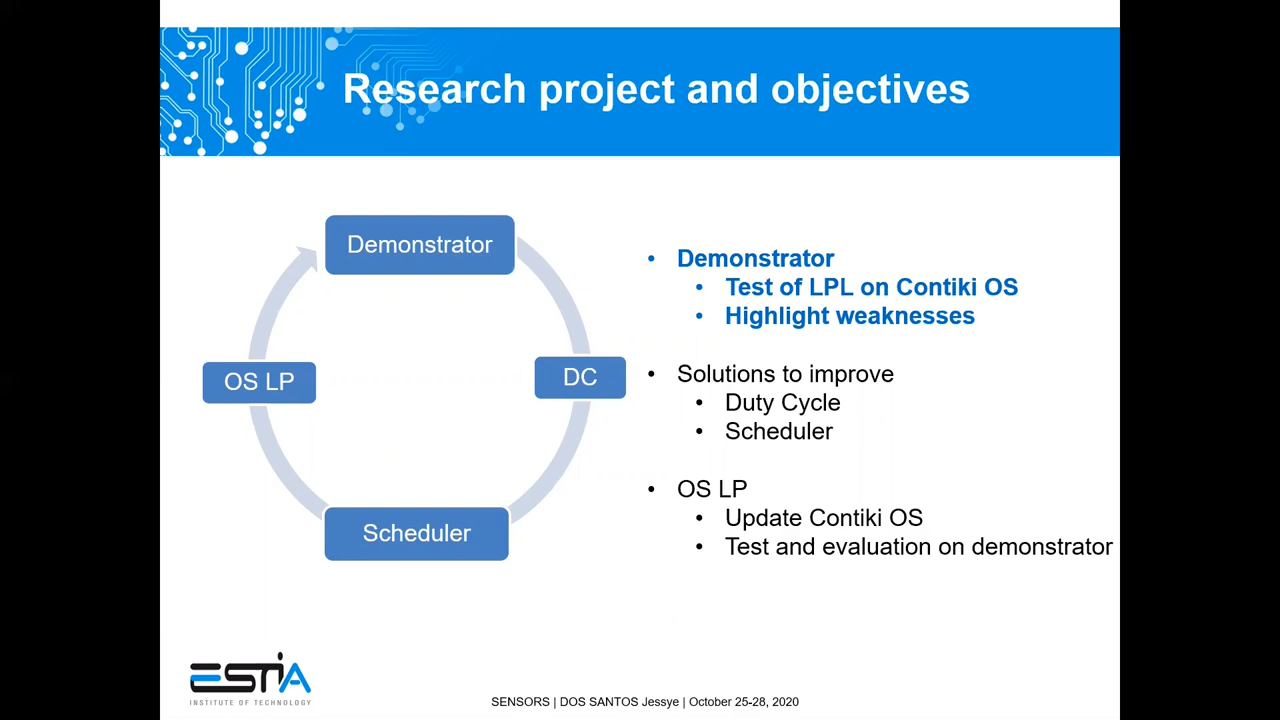 Research project and objectives
Demonstrator
DC
Scheduler
OS LP
• Demonstrator
• Test of LPL on Contiki OS
• Highlight weaknesses
• Solutions to improve
• Duty Cycle
• Scheduler
• OS LP
• Update Contiki OS
• Test and evaluation on demonstrator
ESTIA
INSTITUTE OF TECHNOLOGY
SENSORS | DOS SANTOS Jessye | October 25-28, 2020